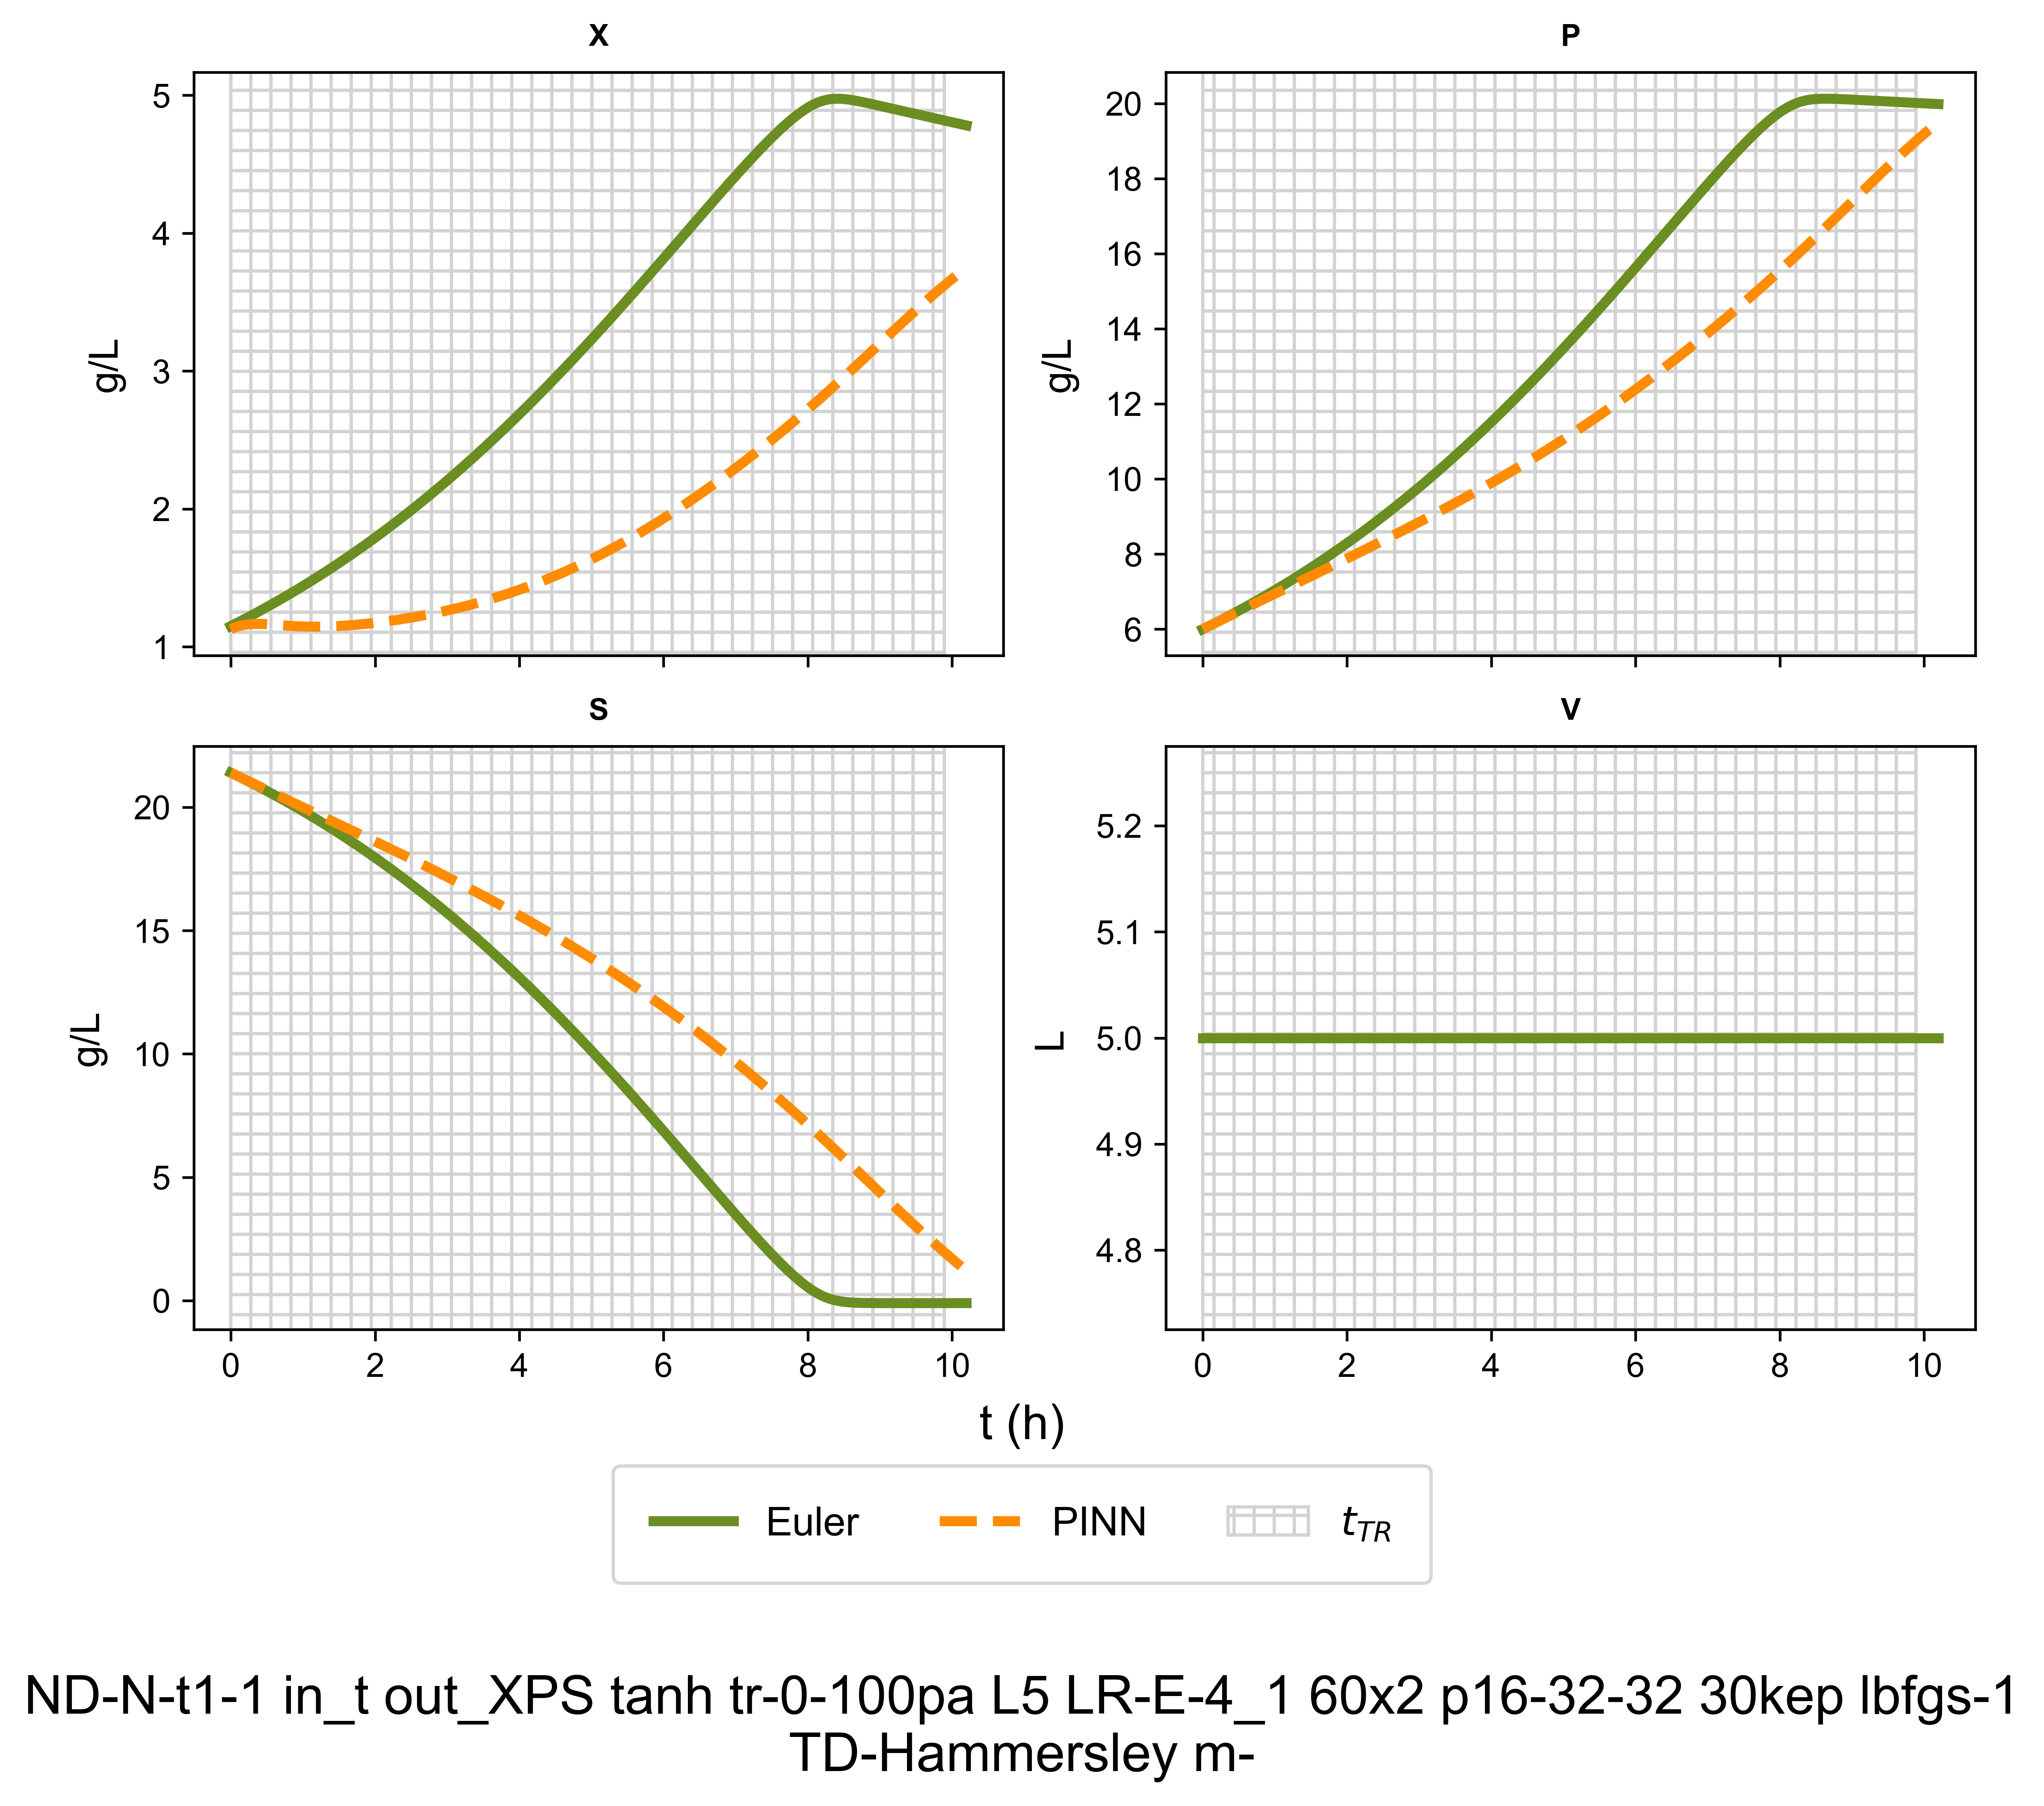 X
P
5
4
3
2
1
g/L
20
18
16
14
12
10
8
6
g/L
S
V
20
15
10
5
0
g/L
0 2 4 6 8 10
5.2
5.1
5.0
4.9
4.8
L
0 2 4 6 8 10
t (h)
Euler PINN t_TR
ND-N-t1-1 in_t out_XPS tanh tr-0-100pa L5 LR-E-4_1 60x2 p16-32-32 30kep lbfgs-1
TD-Hammersley m-